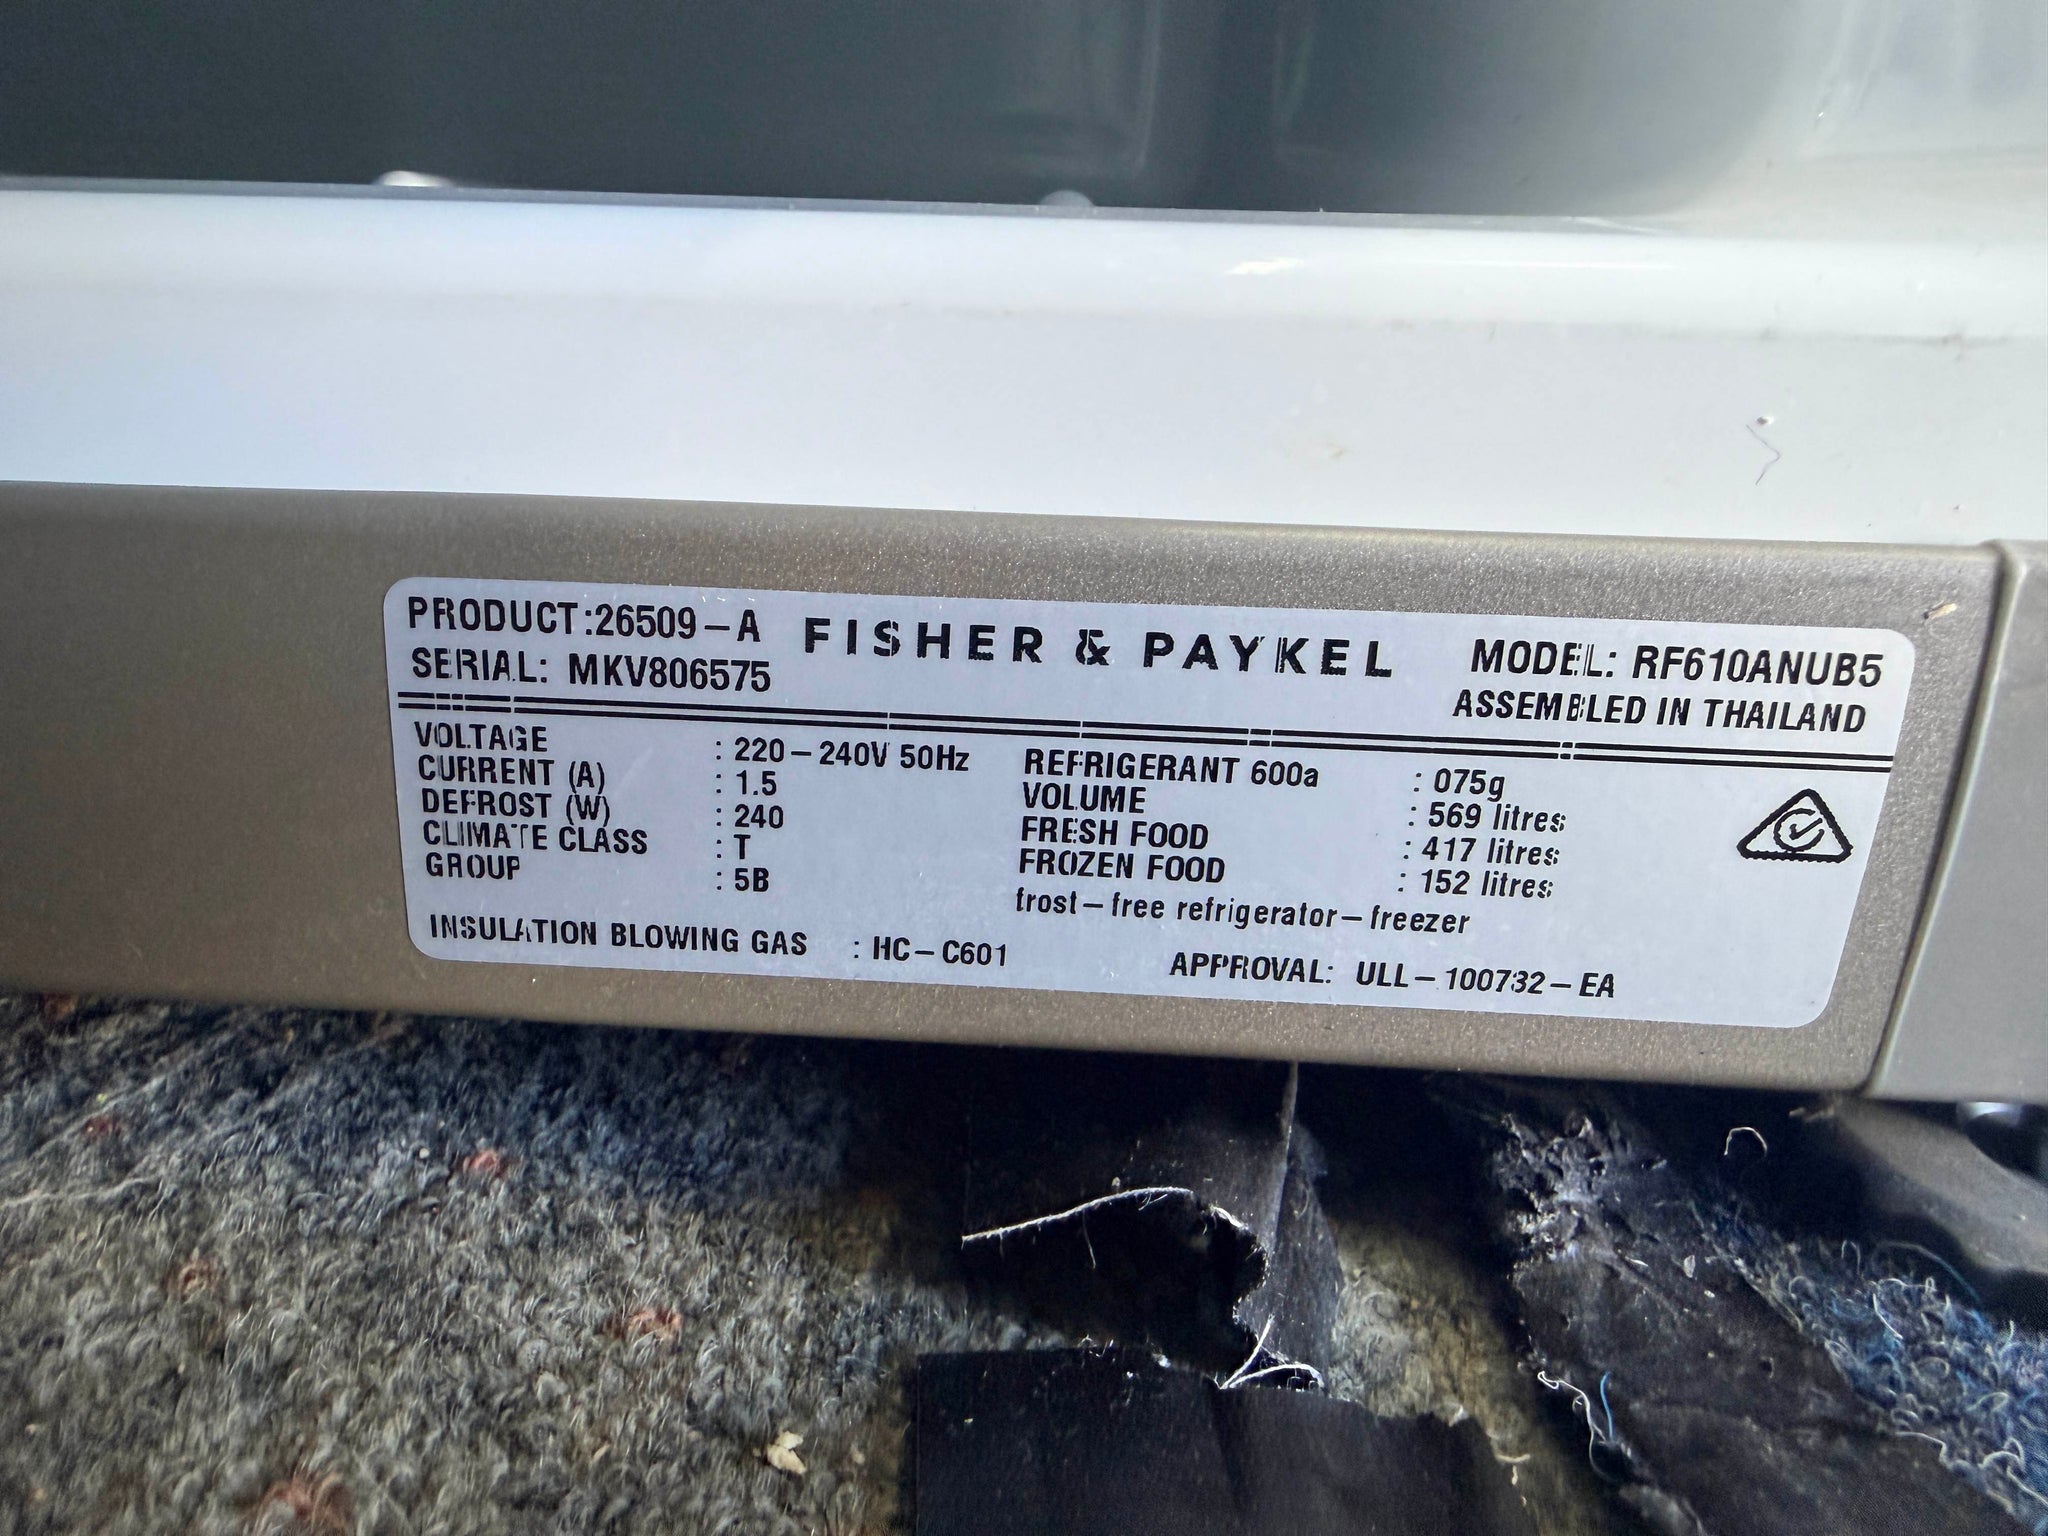 PRODUCT:26509-A FISHER & PAYKEL MODEL: RF610ANUB5
SERIAL: MKV806575 ASSEMBLED IN THAILAND
VOLTAGE : 220-240V 50Hz
CURRENT (A) : 1.5
DEFROST (W) : 240
CLIMATE CLASS : T
GROUP : 5B
REFRIGERANT 600a : 075g
VOLUME : 569 litres
FRESH FOOD : 417 litres
FROZEN FOOD : 152 litres
frost-free refrigerator-freezer
INSULATION BLOWING GAS : HC-C601
APPROVAL: ULL-100732-EA